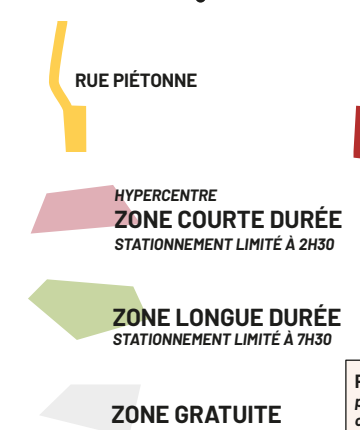 RUE PIÉTONNE
HYPERCENTRE
ZONE COURTE DURÉE
STATIONNEMENT LIMITÉ À 2H30
ZONE LONGUE DURÉE
STATIONNEMENT LIMITÉ À 7H30
ZONE GRATUITE